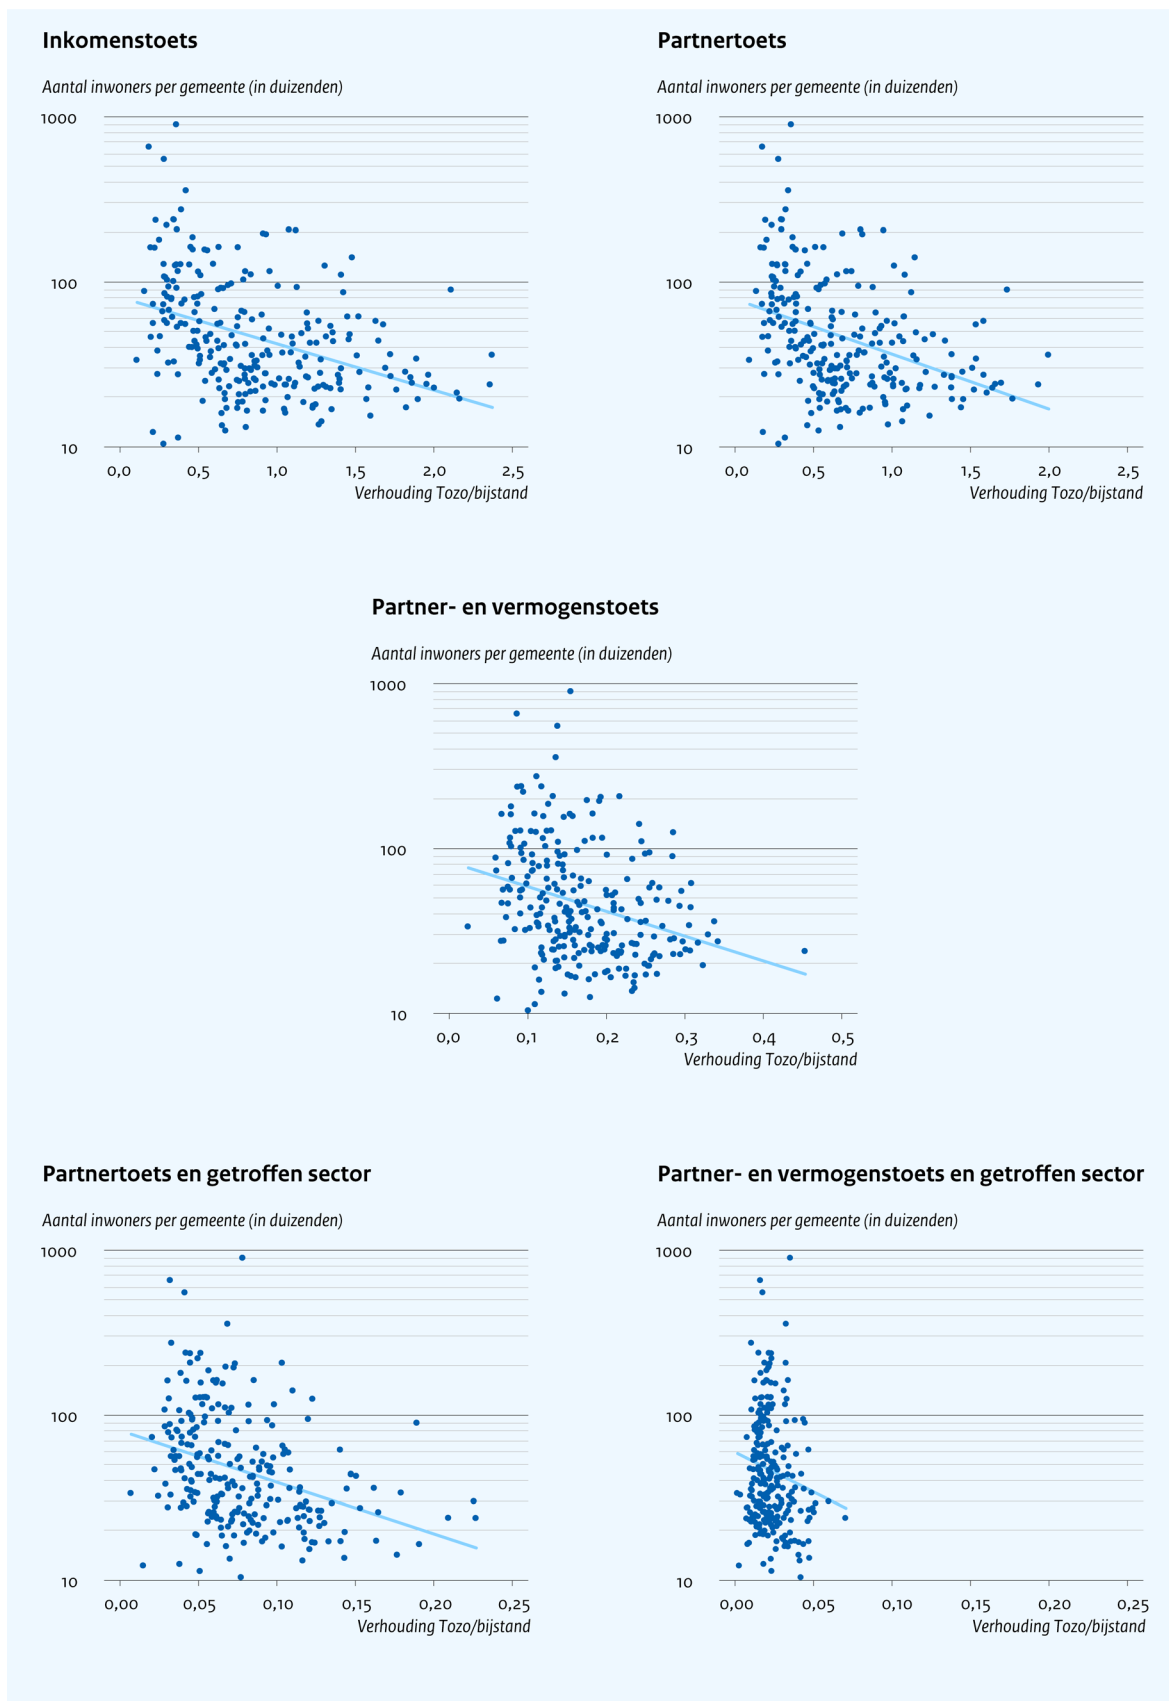 Inkomenstoets
Aantal inwoners per gemeente (in duizenden)
1000
100
10
0,0 0,5 1,0 1,5 2,0 2,5
Verhouding Tozo/bijstand
Partnertoets
Aantal inwoners per gemeente (in duizenden)
1000
100
10
0,0 0,5 1,0 1,5 2,0 2,5
Verhouding Tozo/bijstand
Partner- en vermogenstoets
Aantal inwoners per gemeente (in duizenden)
1000
100
10
0,0 0,1 0,2 0,3 0,4 0,5
Verhouding Tozo/bijstand
Partnertoets en getroffen sector
Aantal inwoners per gemeente (in duizenden)
1000
100
10
0,00 0,05 0,10 0,15 0,20 0,25
Verhouding Tozo/bijstand
Partner- en vermogenstoets en getroffen sector
Aantal inwoners per gemeente (in duizenden)
1000
100
10
0,00 0,05 0,10 0,15 0,20 0,25
Verhouding Tozo/bijstand